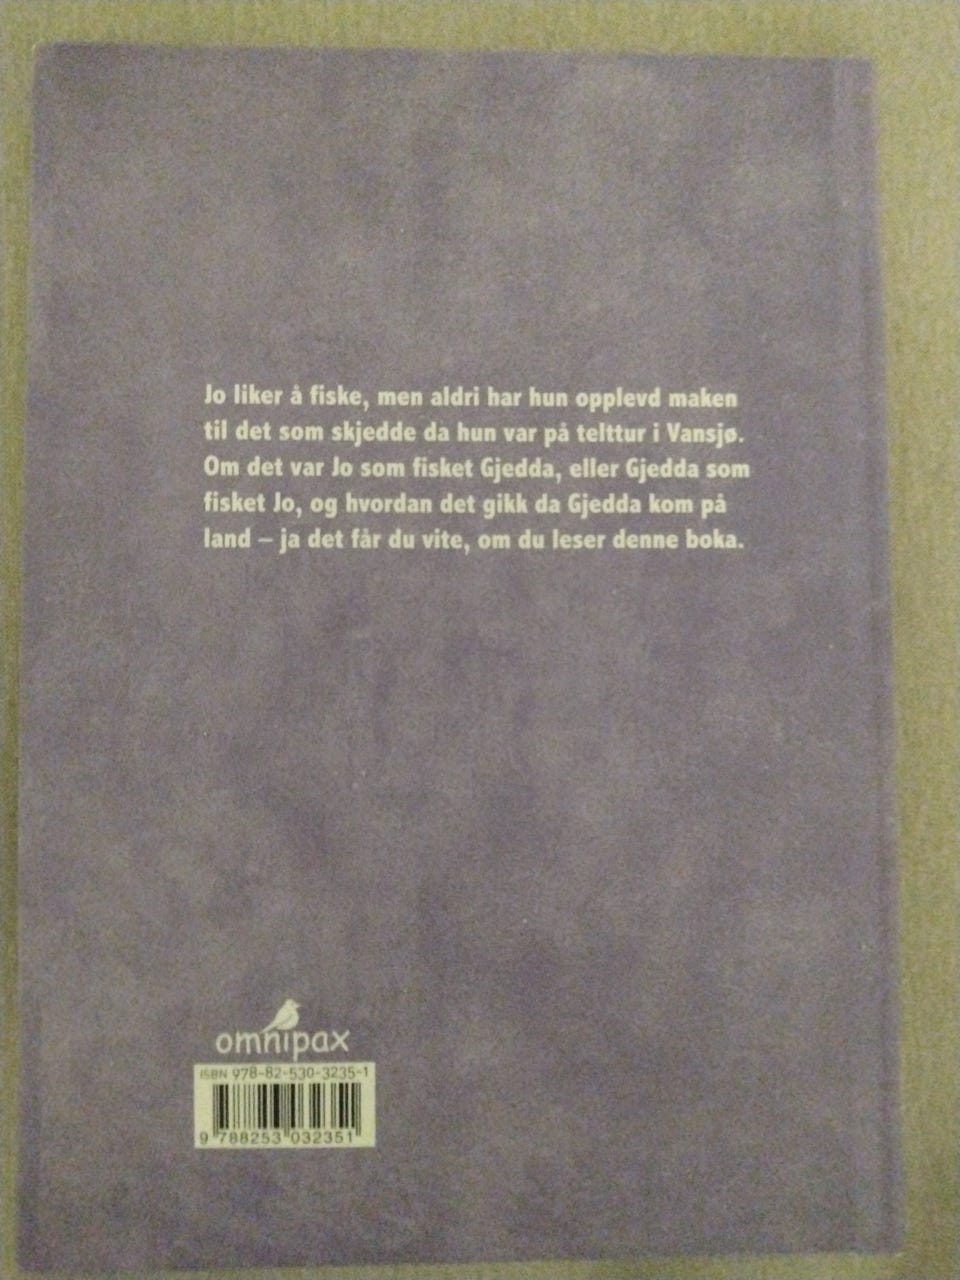 Jo liker å fiske, men aldri har hun opplevd maken
til det som skjedde da hun var på telttur i Vansjø.
Om det var Jo som fisket Gjedda, eller Gjedda som
fisket Jo, og hvordan det gikk da Gjedda kom på
land – ja det får du vite, om du leser denne boka.
omnipax
ISBN 978-82-530-3235-1
9 788253 032351